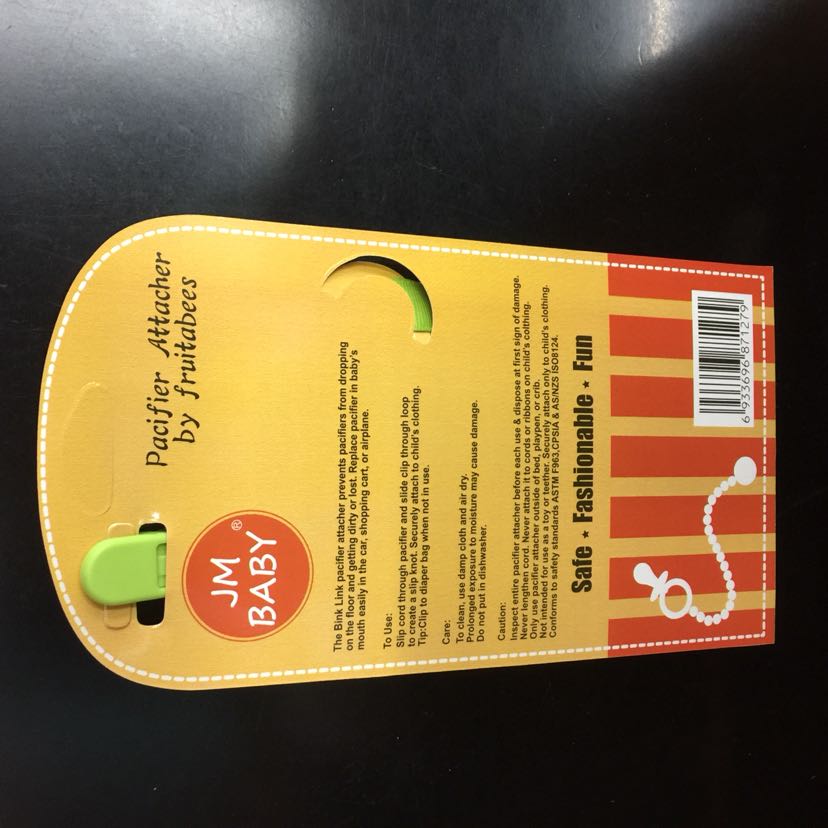 Pacifier Attacher
by fruitabees
JM
BABY
®
The Bink Link pacifier attacher prevents pacifiers from dropping
on the floor and getting dirty or lost. Replace pacifier in baby's
mouth easily in the car, shopping cart, or airplane.
To Use:
Slip cord through pacifier and slide clip through loop
to create a slip knot. Securely attach to child's clothing.
Tip:Clip to diaper bag when not in use.
Care:
To clean, use damp cloth and air dry.
Prolonged exposure to moisture may cause damage.
Do not put in dishwasher.
Caution:
Inspect entire pacifier attacher before each use & dispose at first sign of damage.
Never lengthen cord. Never attach it to cords or ribbons on child's colthing.
Only use pacifier attacher outside of bed, playpen, or crib.
Not intended for use as a toy or teether. Securely attach only to child's clothing.
Conforms to safety standards ASTM F963,CPSIA & AS/NZS ISO8124.
Safe ★ Fashionable ★ Fun
6 933696 871279